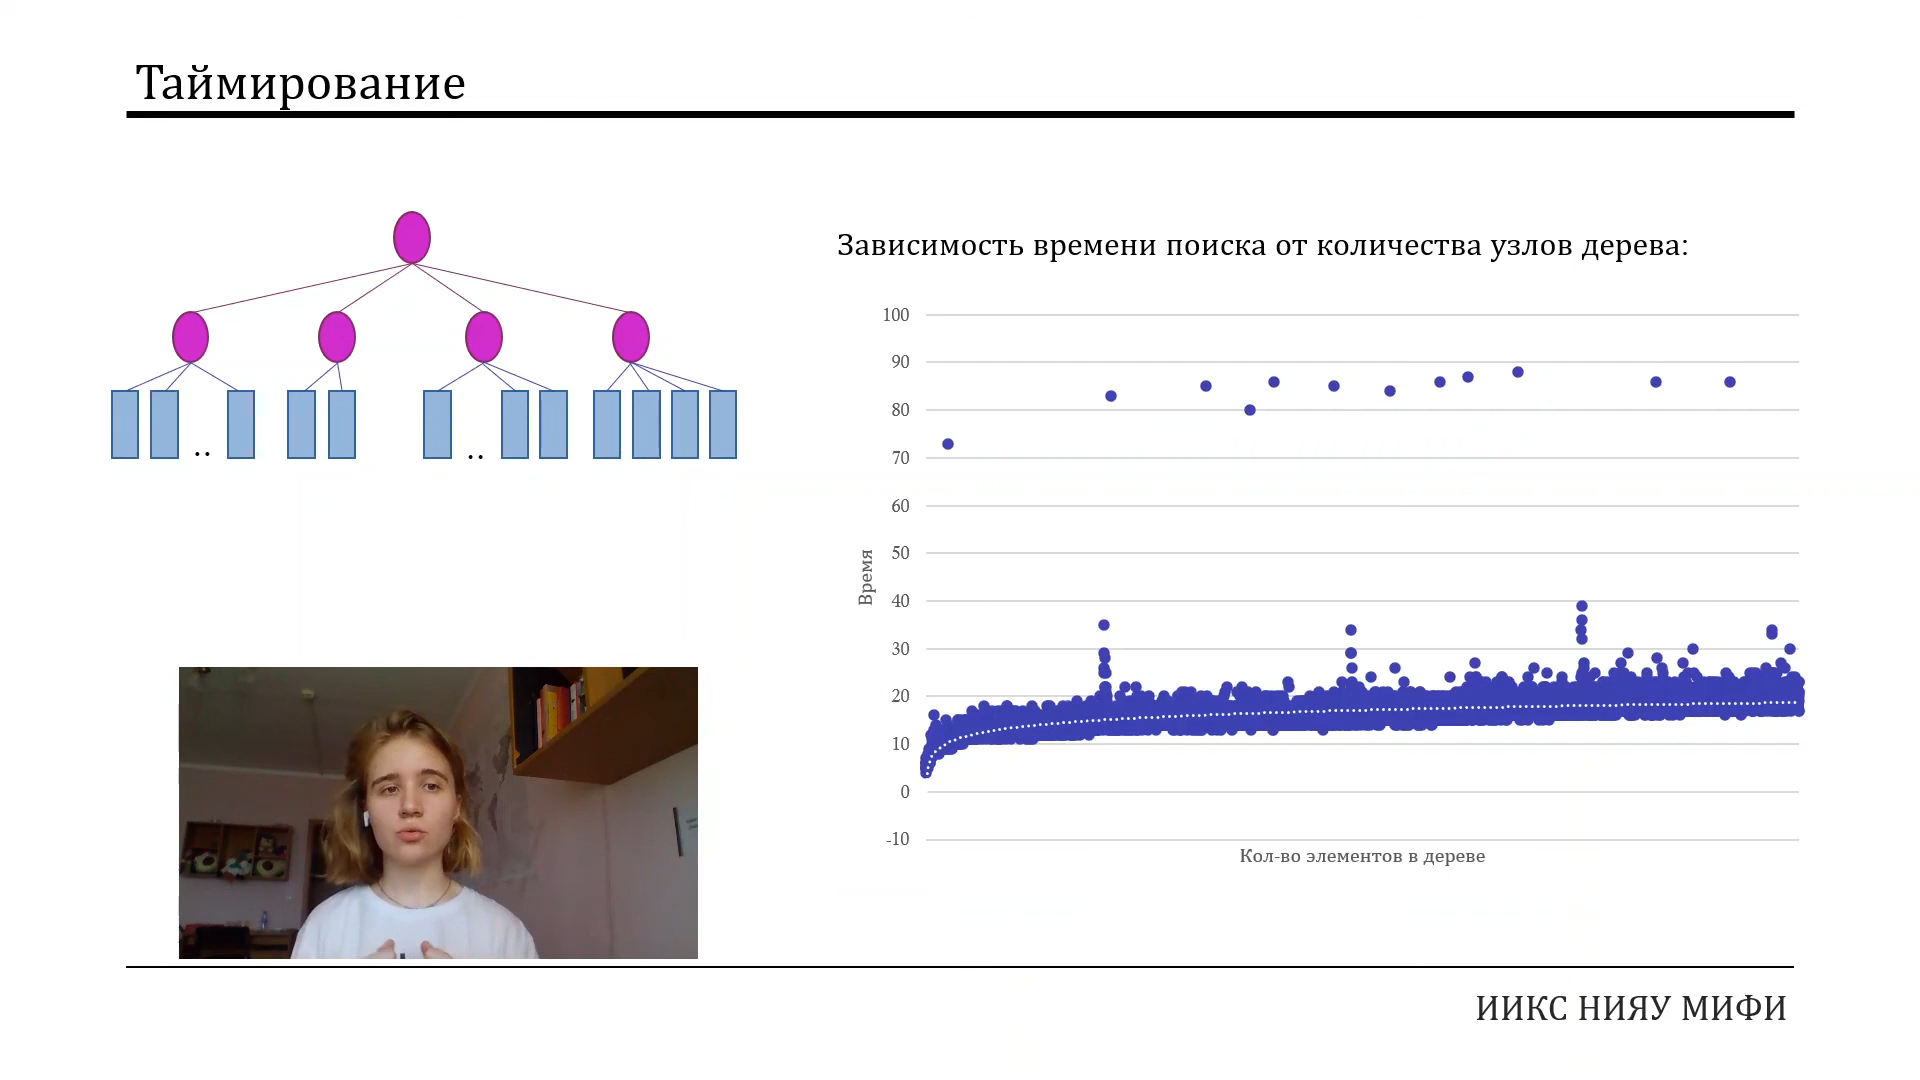 Таймирование
Зависимость времени поиска от количества узлов дерева:
..
..
100
90
80
70
60
50
40
30
20
10
0
-10
Время
Кол-во элементов в дереве
ИИКС НИЯУ МИФИ